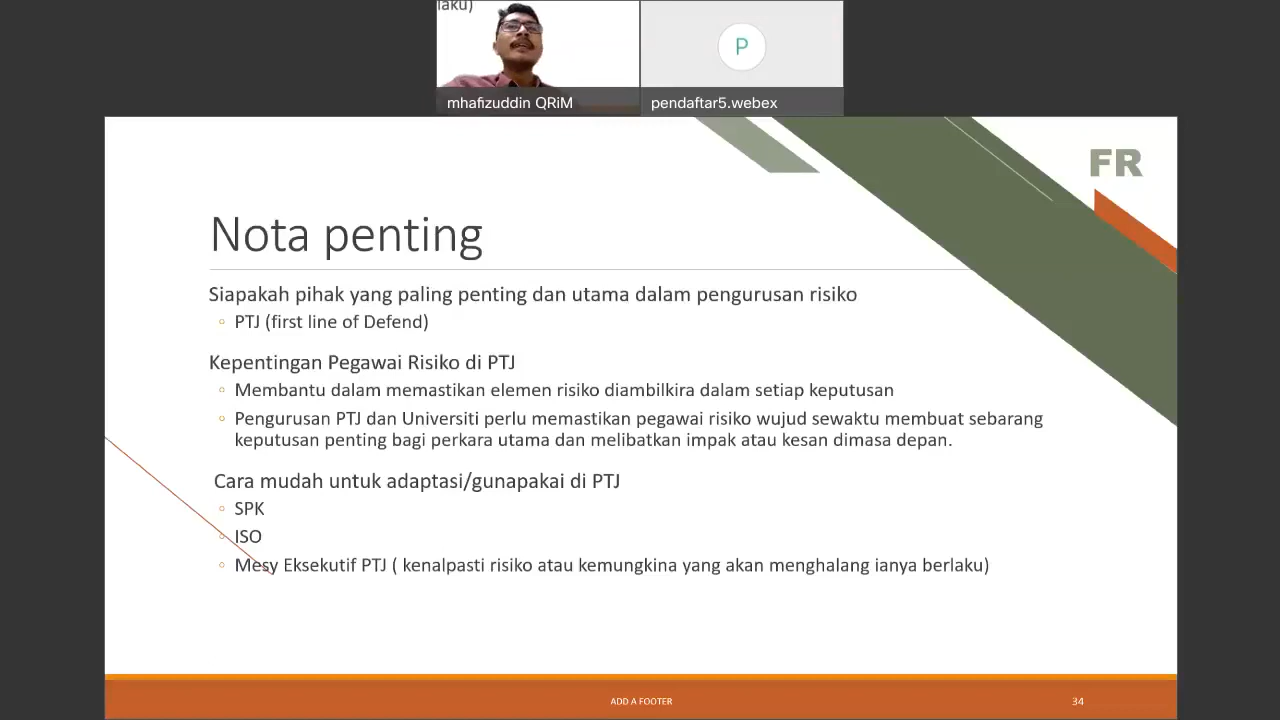 laku)
P
mhafizuddin QRiM
pendaftar5.webex
FR
Nota penting
Siapakah pihak yang paling penting dan utama dalam pengurusan risiko
◦ PTJ (first line of Defend)
Kepentingan Pegawai Risiko di PTJ
◦ Membantu dalam memastikan elemen risiko diambilkira dalam setiap keputusan
◦ Pengurusan PTJ dan Universiti perlu memastikan pegawai risiko wujud sewaktu membuat sebarang
keputusan penting bagi perkara utama dan melibatkan impak atau kesan dimasa depan.
Cara mudah untuk adaptasi/gunapakai di PTJ
◦ SPK
◦ ISO
◦ Mesy Eksekutif PTJ ( kenalpasti risiko atau kemungkina yang akan menghalang ianya berlaku)
ADD A FOOTER
34